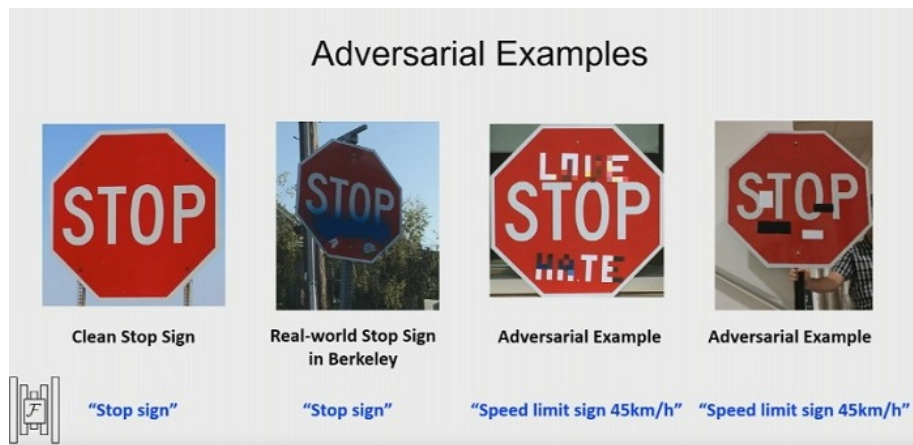 Adversarial Examples
STOP
STOP
LOVE
STOP
HATE
STOP
Clean Stop Sign
Real-world Stop Sign
in Berkeley
Adversarial Example
Adversarial Example
F
“Stop sign”
“Stop sign”
“Speed limit sign 45km/h”
“Speed limit sign 45km/h”